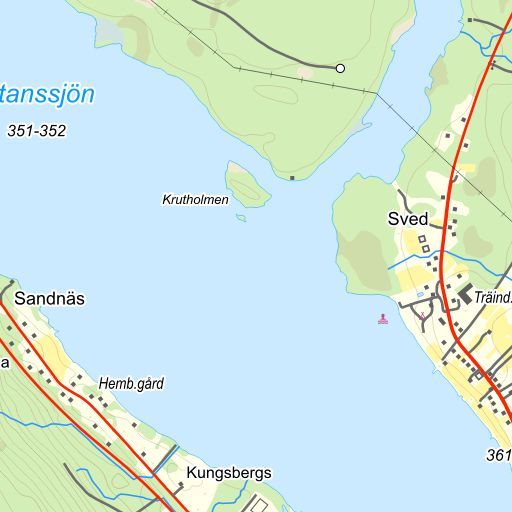 tanssjön
351-352
Krutholmen
Sved
Sandnäs
Träind.
a
Hemb.gård
361
Kungsbergs